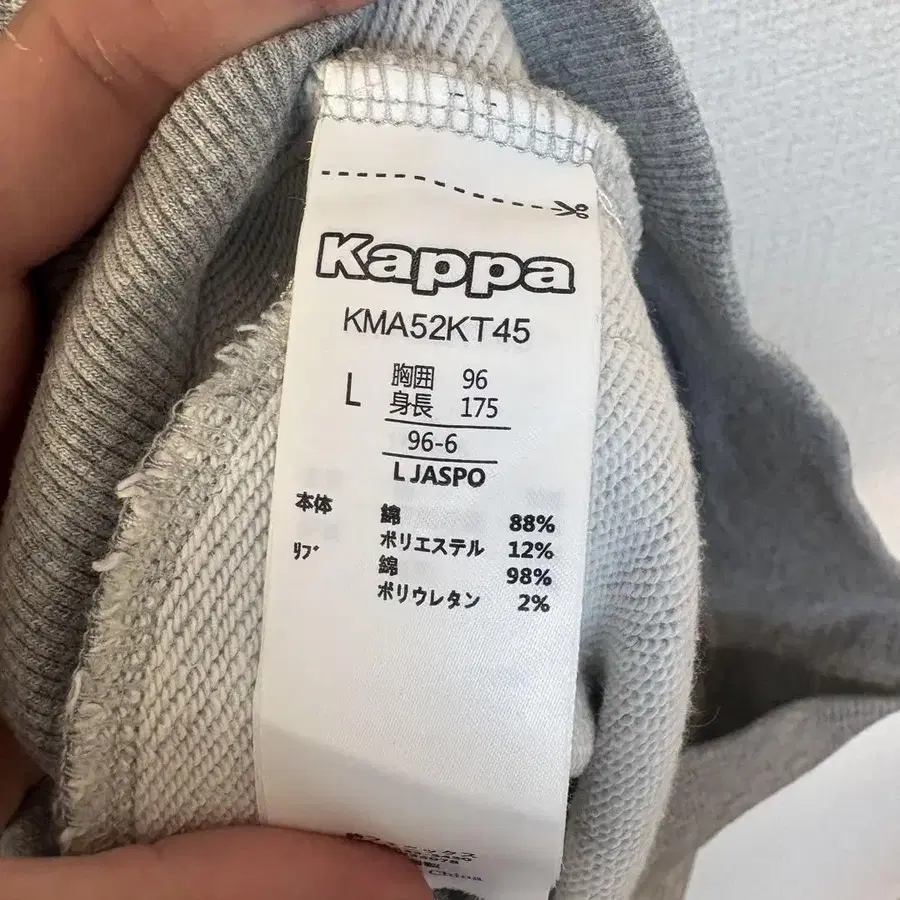 Kappa
KMA52KT45
L 胸囲 96
身長 175
96-6
L JASPO
本体 綿 88%
ポリエステル 12%
リブ 綿 98%
ポリウレタン 2%
China